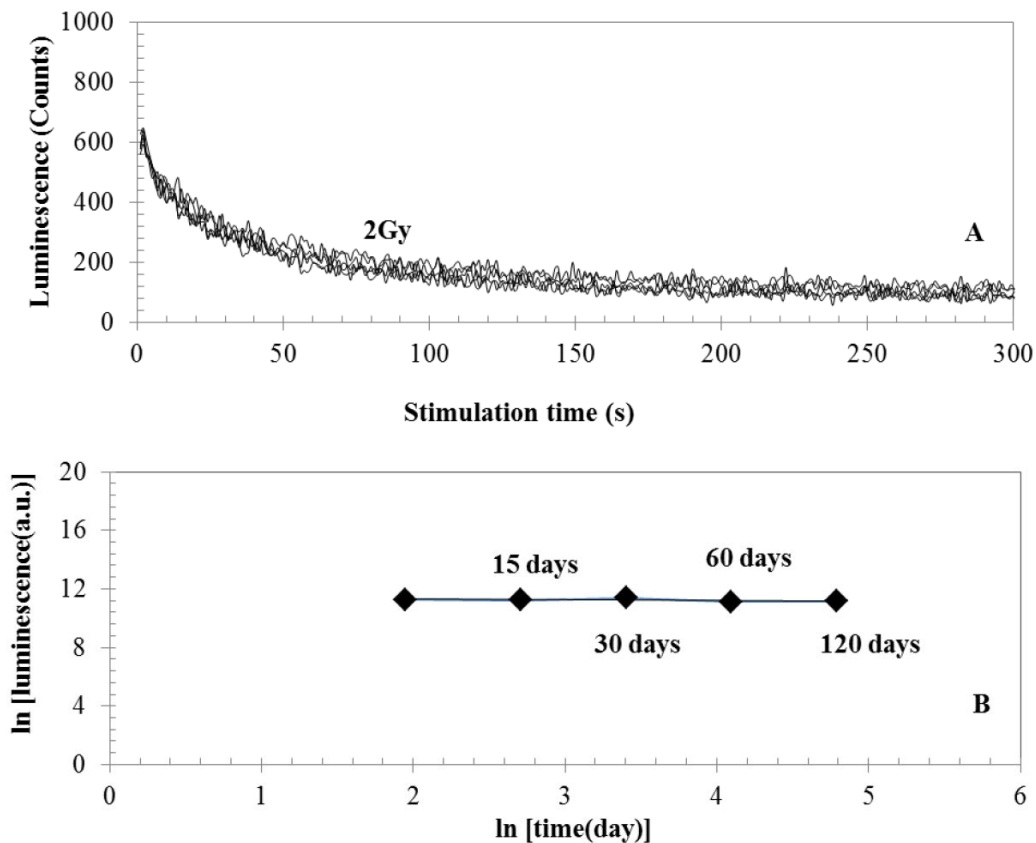 1000
800
600
400
200
0
Luminescence (Counts)
2Gy
A
0 50 100 150 200 250 300
Stimulation time (s)
20
16
12
8
4
0
ln [luminescence(a.u.)]
15 days
60 days
30 days
120 days
B
0 1 2 3 4 5 6
ln [time(day)]